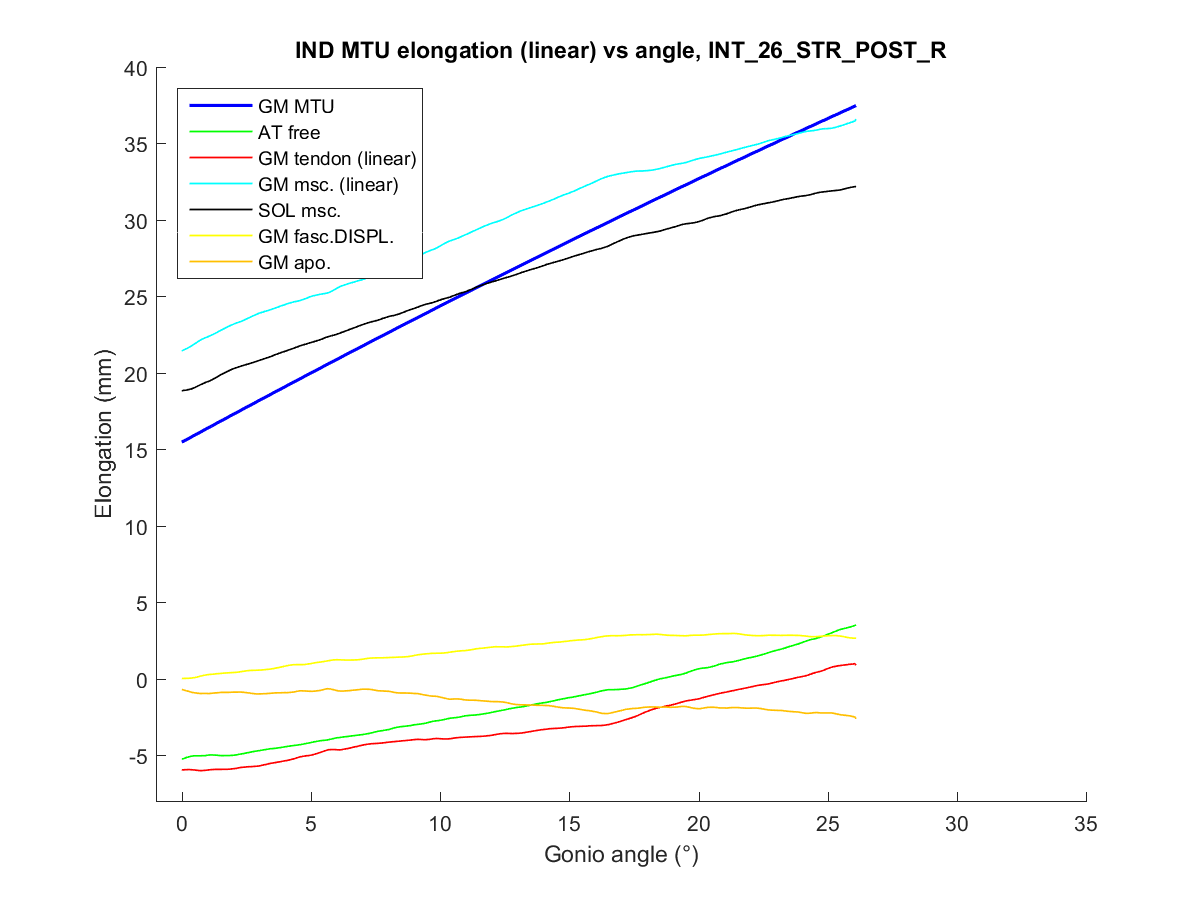 IND MTU elongation (linear) vs angle, INT_26_STR_POST_R
40
35
30
25
20
15
10
5
0
-5
GM MTU
AT free
GM tendon (linear)
GM msc. (linear)
SOL msc.
GM fasc.DISPL.
GM apo.
Elongation (mm)
0 5 10 15 20 25 30 35
Gonio angle (°)